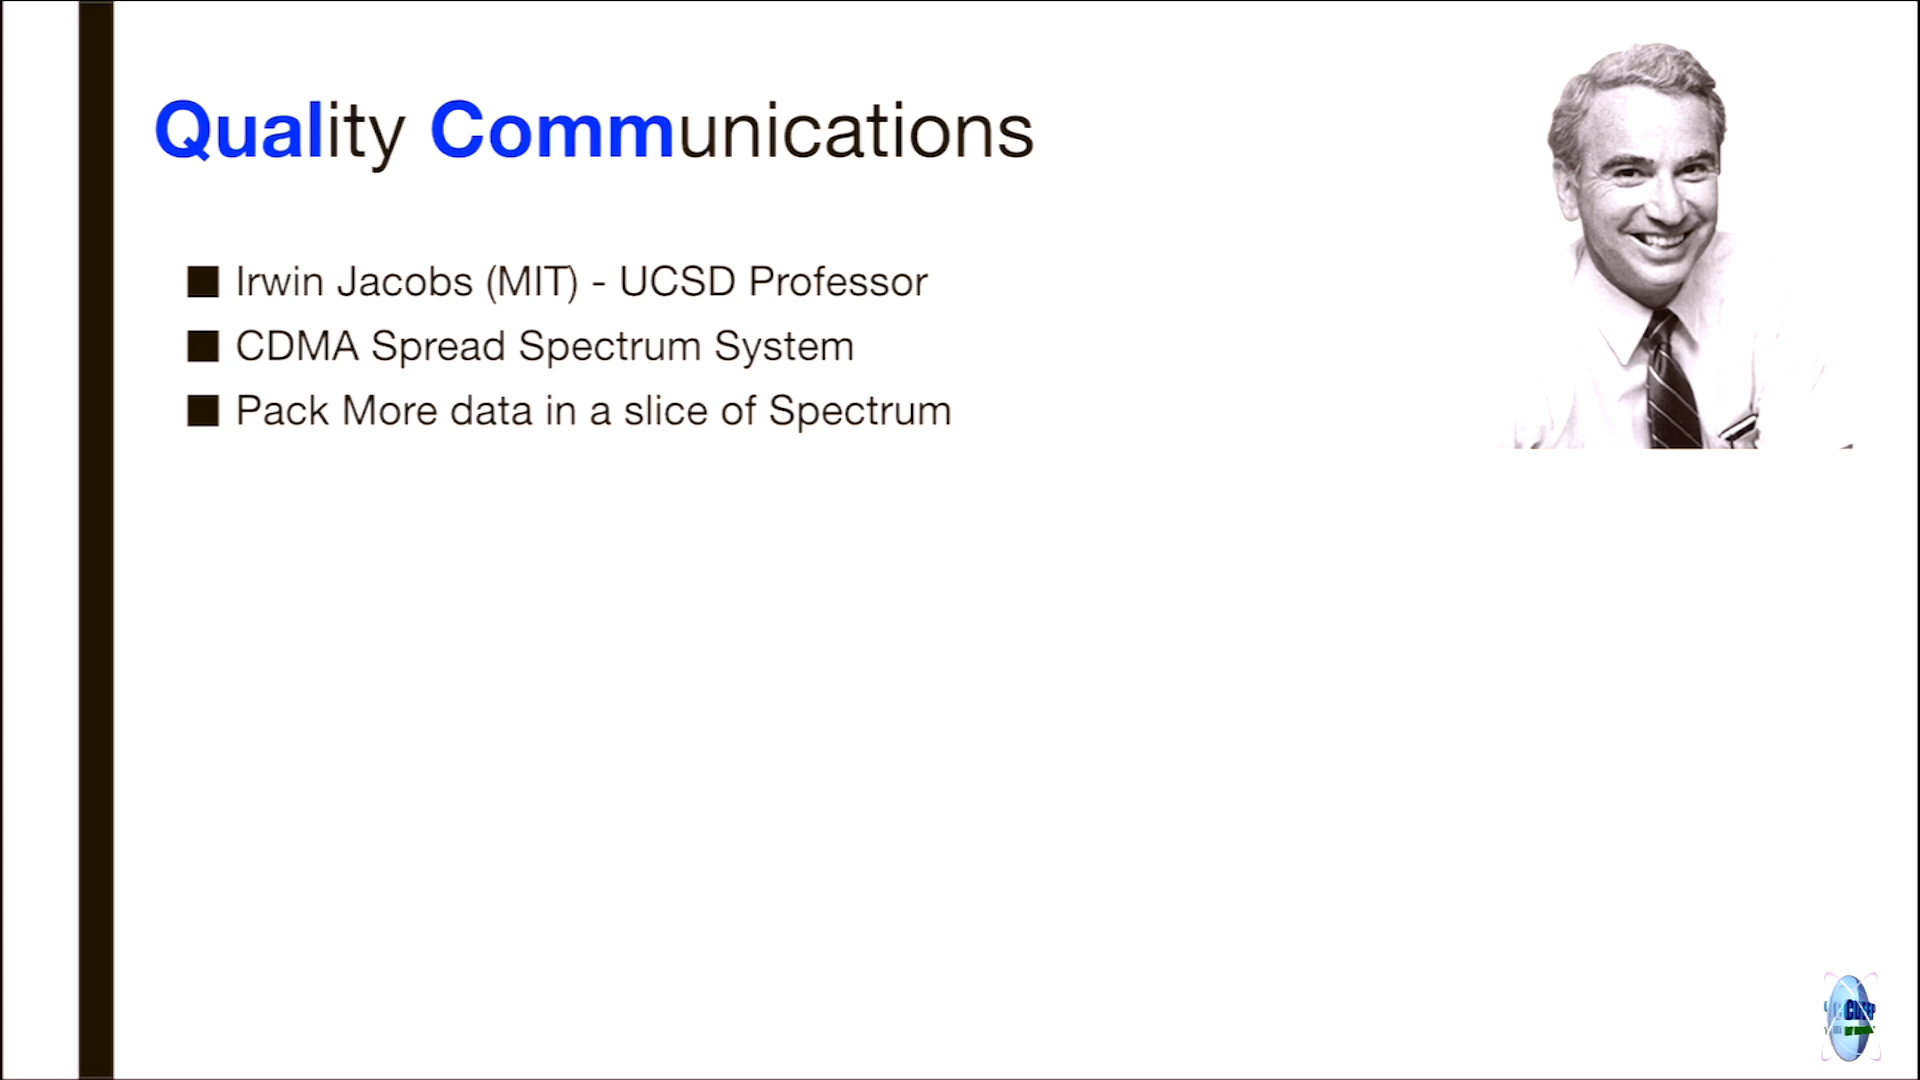 Quality Communications
Irwin Jacobs (MIT) - UCSD Professor
CDMA Spread Spectrum System
Pack More data in a slice of Spectrum